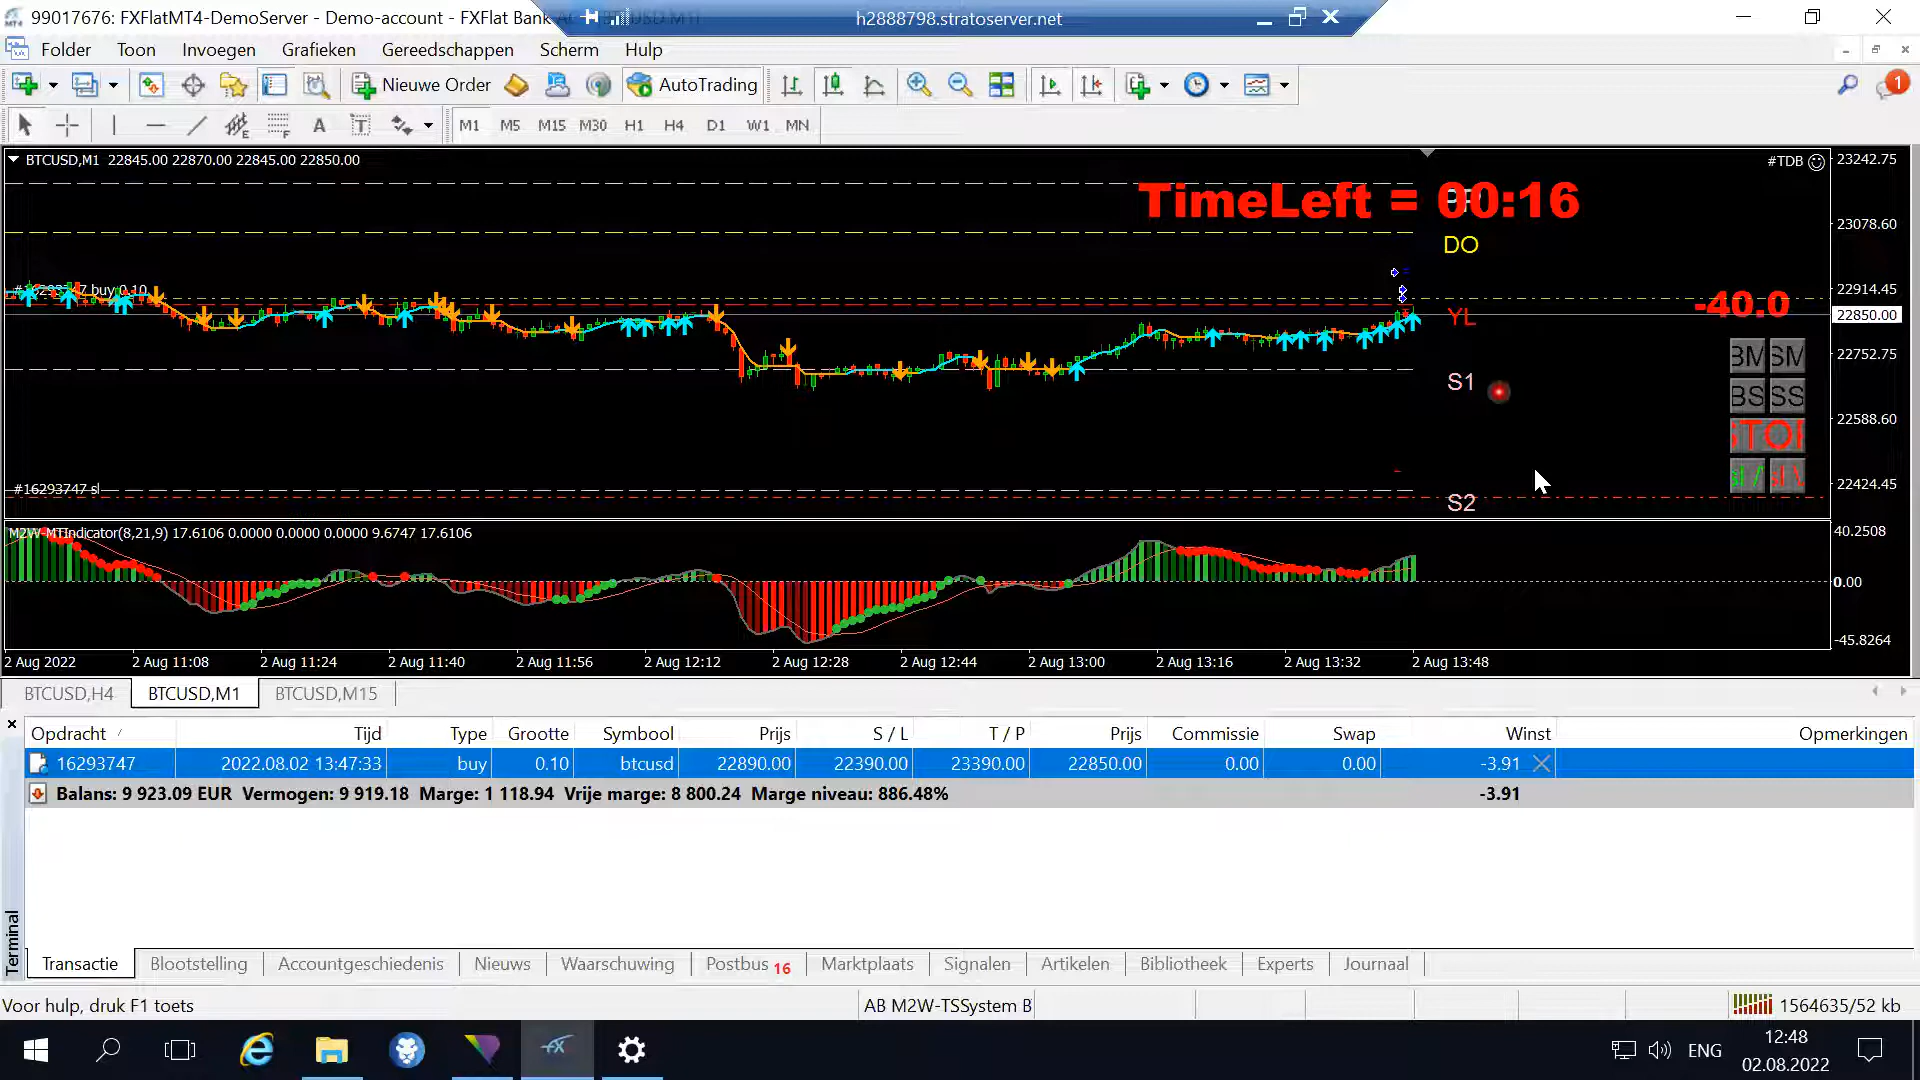 99017676: FXFlatMT4-DemoServer - Demo-account - FXFlat Bank
h2888798.stratoserver.net
Folder Toon Invoegen Grafieken Gereedschappen Scherm Hulp
Nieuwe Order AutoTrading 1
A T M1 M5 M15 M30 H1 H4 D1 W1 MN
BTCUSD,M1 22845.00 22870.00 22845.00 22850.00
#TDB
23242.75
TimeLeft = 00:16
23078.60
DO
#16293747 buy 0.10
22914.45
-40.0
YL
22850.00
22752.75
BM SM
S1
BS SS
22588.60
#16293747 sl
22424.45
S2
M2W-MTIndicator(8,21,9) 17.6106 0.0000 0.0000 0.0000 9.6747 17.6106
40.2508
0.00
-45.8264
2 Aug 2022 2 Aug 11:08 2 Aug 11:24 2 Aug 11:40 2 Aug 11:56 2 Aug 12:12 2 Aug 12:28 2 Aug 12:44 2 Aug 13:00 2 Aug 13:16 2 Aug 13:32 2 Aug 13:48
BTCUSD,H4 BTCUSD,M1 BTCUSD,M15
Opdracht Tijd Type Grootte Symbool Prijs S / L T / P Prijs Commissie Swap Winst Opmerkingen
16293747 2022.08.02 13:47:33 buy 0.10 btcusd 22890.00 22390.00 23390.00 22850.00 0.00 0.00 -3.91
Balans: 9 923.09 EUR Vermogen: 9 919.18 Marge: 1 118.94 Vrije marge: 8 800.24 Marge niveau: 886.48% -3.91
Terminal
Transactie Blootstelling Accountgeschiedenis Nieuws Waarschuwing Postbus 16 Marktplaats Signalen Artikelen Bibliotheek Experts Journaal
Voor hulp, druk F1 toets
AB M2W-TSSystem B
1564635/52 kb
ENG
12:48
02.08.2022